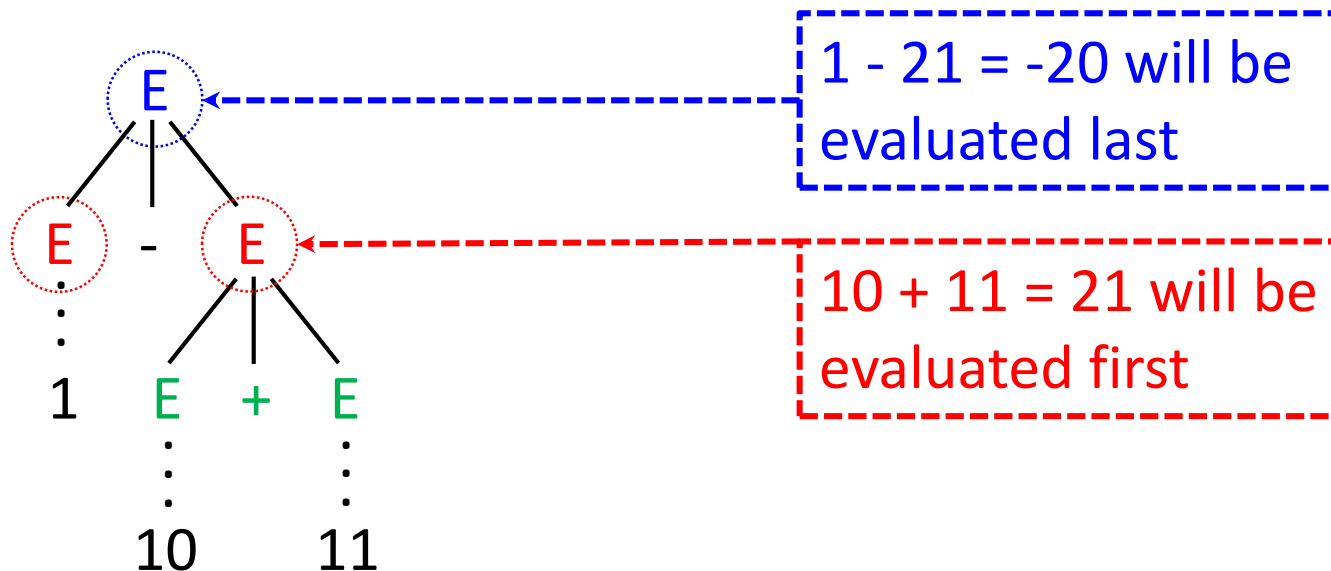 E
1 - 21 = -20 will be
evaluated last
E - E
10 + 11 = 21 will be
evaluated first
1 E + E
10 11